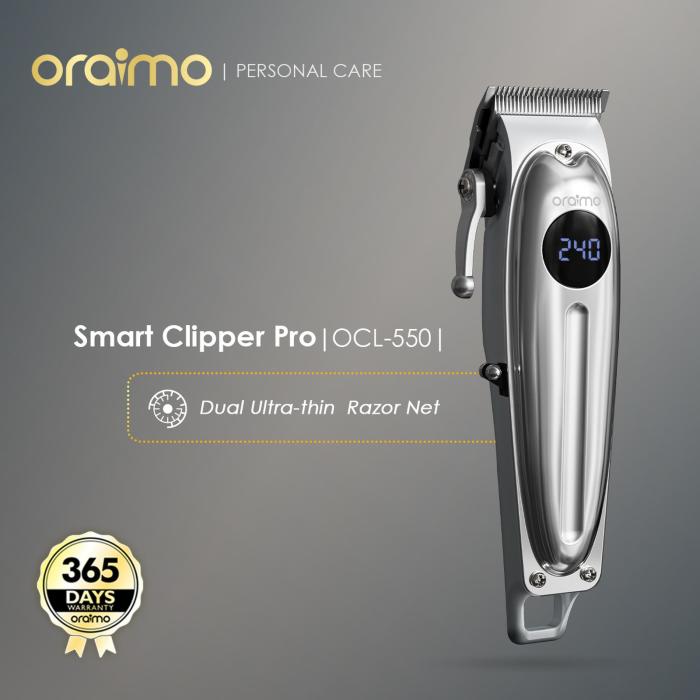 oraimo | PERSONAL CARE
oraimo
240
Smart Clipper Pro|OCL-550|
Dual Ultra-thin Razor Net
365
DAYS
WARRANTY
oraimo